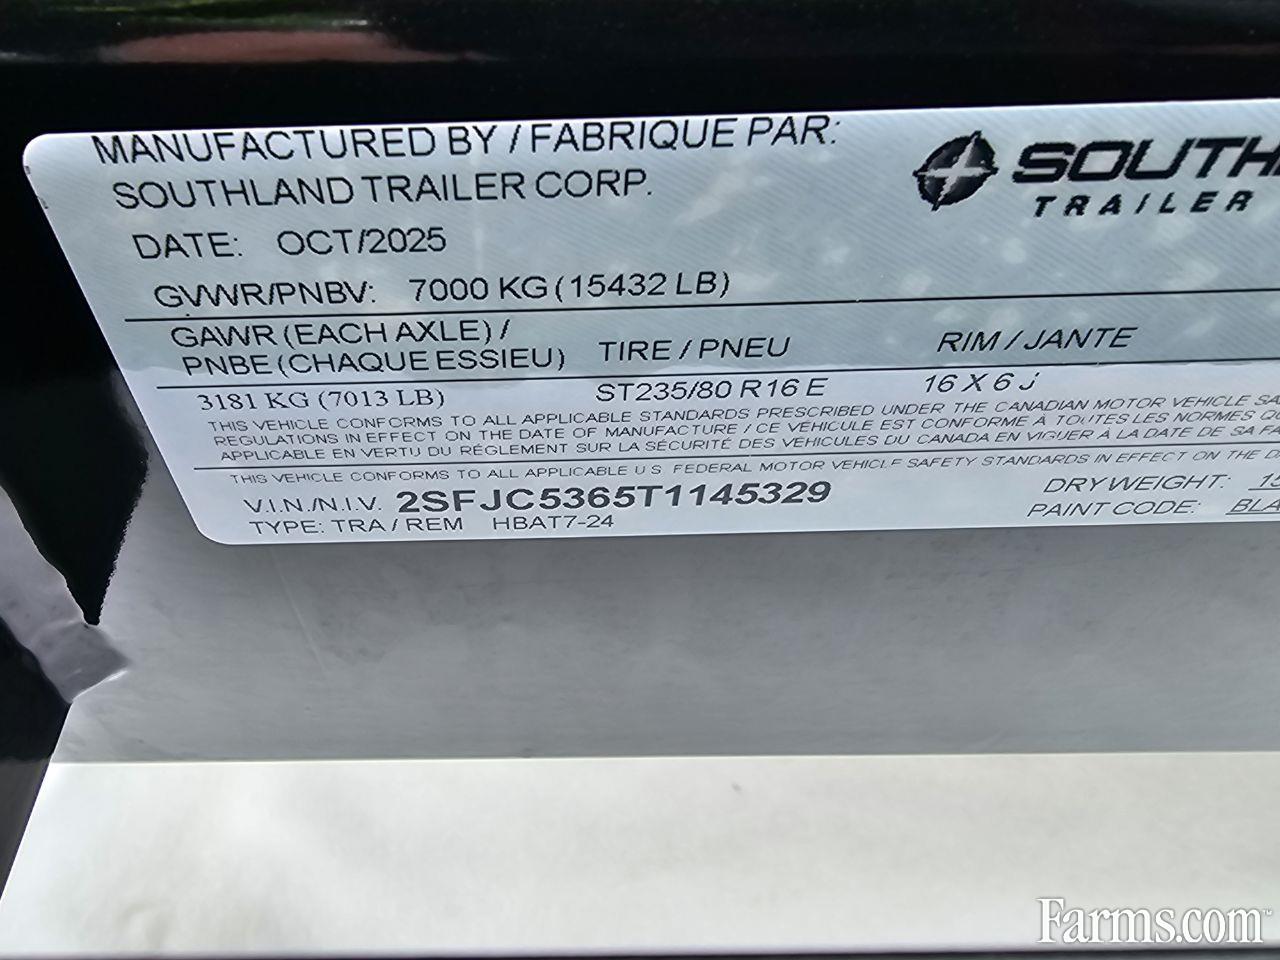 MANUFACTURED BY / FABRIQUE PAR:
SOUTHLAND TRAILER CORP.
TRAILER
DATE: OCT/2025
GVWR/PNBV: 7000 KG (15432 LB)
GAWR (EACH AXLE) /
PNBE (CHAQUE ESSIEU) TIRE / PNEU RIM / JANTE
3181 KG (7013 LB) ST235/80 R16 E 16 X 6 J
THIS VEHICLE CONFORMS TO ALL APPLICABLE STANDARDS PRESCRIBED UNDER THE CANADIAN MOTOR VEHICLE
REGULATIONS IN EFFECT ON THE DATE OF MANUFACTURE / CE VEHICULE EST CONFORME À TOUTES LES NORMES
APPLICABLE EN VERTU DU RÉGLEMENT SUR LA SÉCURITÉ DES VEHICULES DU CANADA EN VIGUER À LA DATE DE SA
THIS VEHICLE CONFORMS TO ALL APPLICABLE U.S. FEDERAL MOTOR VEHICLE SAFETY STANDARDS IN EFFECT ON THE
V.I.N./N.I.V. 2SFJC5365T1145329 DRY WEIGHT:
TYPE: TRA / REM HBAT7-24 PAINT CODE:
Farms.com